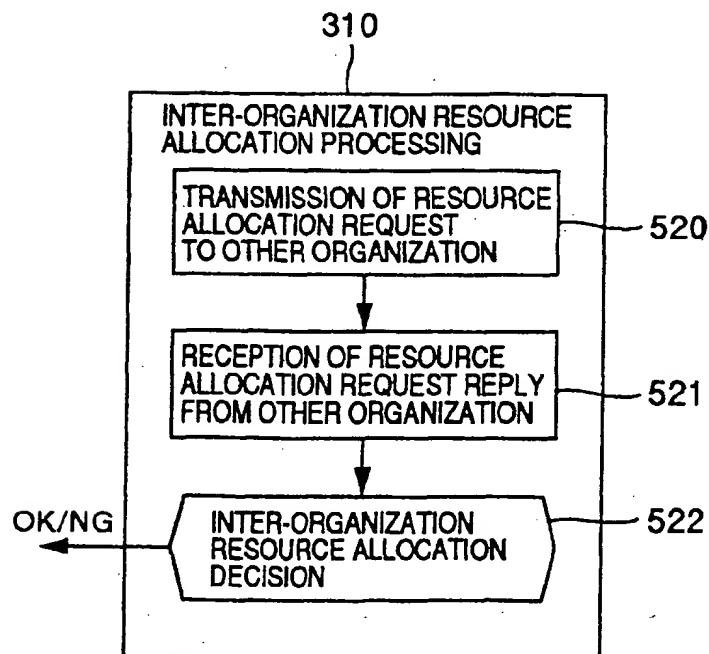 310
INTER-ORGANIZATION RESOURCE
ALLOCATION PROCESSING
TRANSMISSION OF RESOURCE
ALLOCATION REQUEST
TO OTHER ORGANIZATION
520
RECEPTION OF RESOURCE
ALLOCATION REQUEST REPLY
FROM OTHER ORGANIZATION
521
OK/NG
INTER-ORGANIZATION
RESOURCE ALLOCATION
DECISION
522